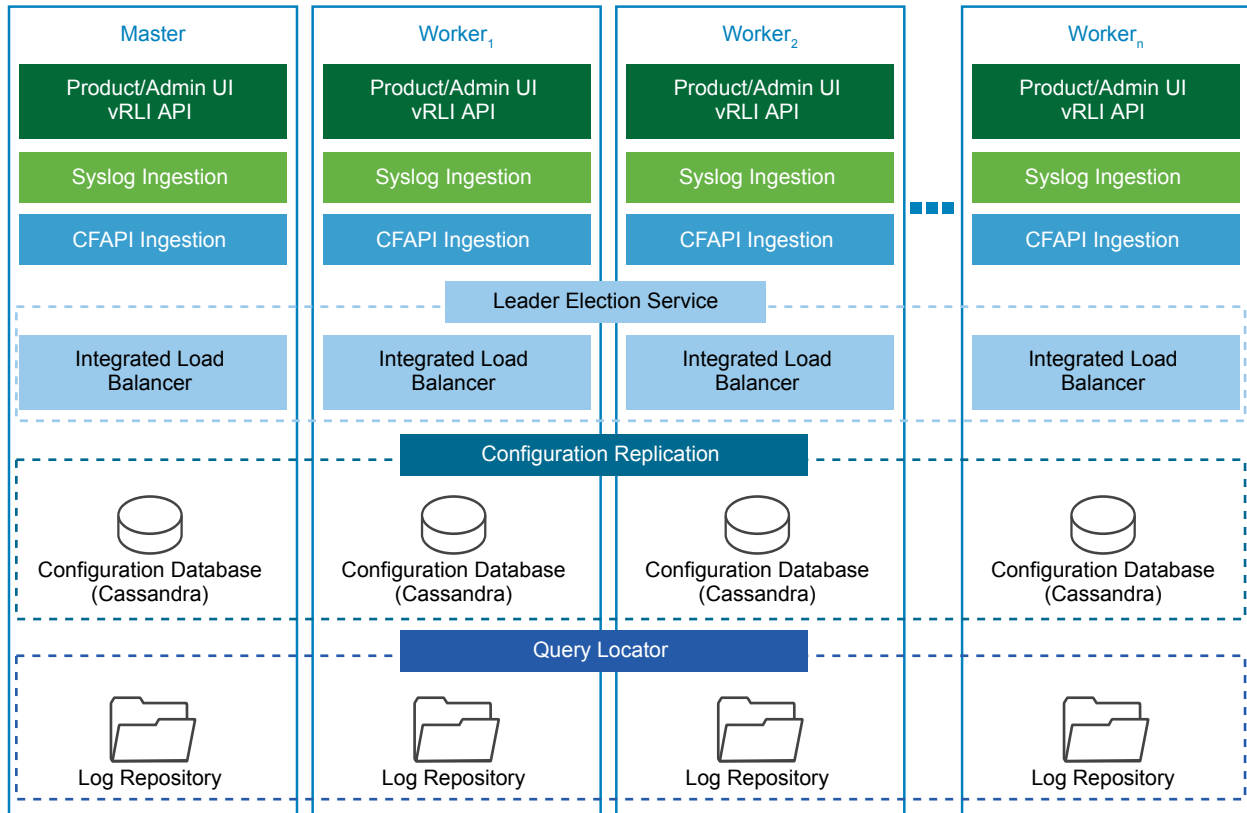 Master
Worker1
Worker2
Workern
Product/Admin UI
vRLI API
Product/Admin UI
vRLI API
Product/Admin UI
vRLI API
Product/Admin UI
vRLI API
Syslog Ingestion
Syslog Ingestion
Syslog Ingestion
Syslog Ingestion
CFAPI Ingestion
CFAPI Ingestion
CFAPI Ingestion
CFAPI Ingestion
Leader Election Service
Integrated Load
Balancer
Integrated Load
Balancer
Integrated Load
Balancer
Integrated Load
Balancer
Configuration Replication
Configuration Database
(Cassandra)
Configuration Database
(Cassandra)
Configuration Database
(Cassandra)
Configuration Database
(Cassandra)
Query Locator
Log Repository
Log Repository
Log Repository
Log Repository